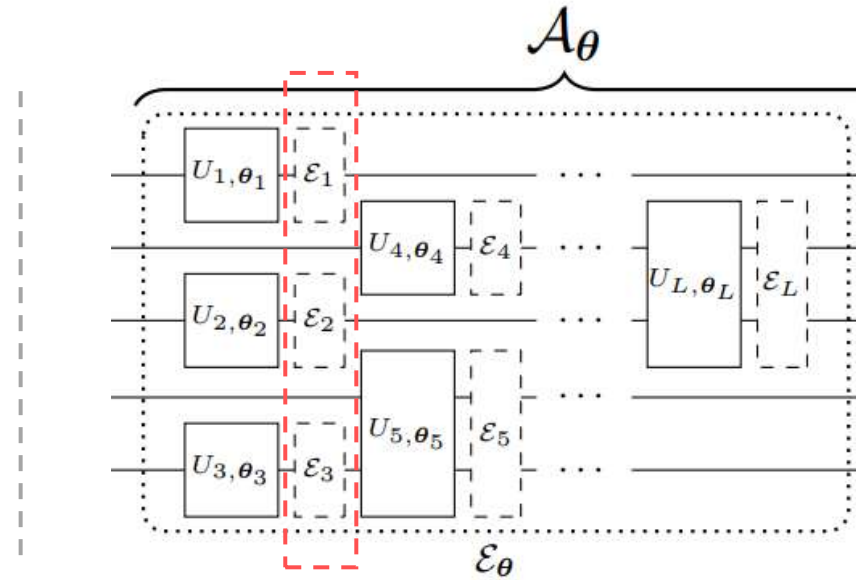 𝒜_θ
U_{1,θ_1} ℰ_1
U_{4,θ_4} ℰ_4 U_{L,θ_L} ℰ_L
U_{2,θ_2} ℰ_2
U_{5,θ_5} ℰ_5
U_{3,θ_3} ℰ_3
ℰ_θ